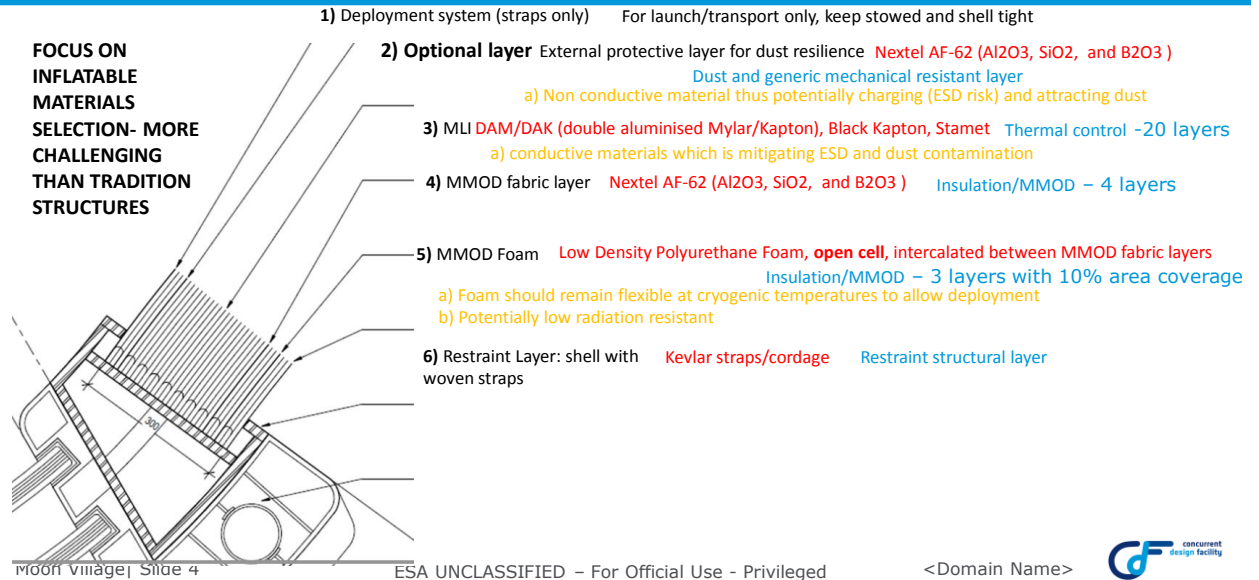 1) Deployment system (straps only) For launch/transport only, keep stowed and shell tight
FOCUS ON
INFLATABLE
MATERIALS
SELECTION- MORE
CHALLENGING
THAN TRADITION
STRUCTURES
2) Optional layer External protective layer for dust resilience Nextel AF-62 (Al2O3, SiO2, and B2O3 )
Dust and generic mechanical resistant layer
a) Non conductive material thus potentially charging (ESD risk) and attracting dust
3) MLI DAM/DAK (double aluminised Mylar/Kapton), Black Kapton, Stamet Thermal control -20 layers
a) conductive materials which is mitigating ESD and dust contamination
4) MMOD fabric layer Nextel AF-62 (Al2O3, SiO2, and B2O3 ) Insulation/MMOD – 4 layers
5) MMOD Foam Low Density Polyurethane Foam, open cell, intercalated between MMOD fabric layers
Insulation/MMOD – 3 layers with 10% area coverage
a) Foam should remain flexible at cryogenic temperatures to allow deployment
b) Potentially low radiation resistant
6) Restraint Layer: shell with Kevlar straps/cordage Restraint structural layer
woven straps
300
Moon Village| Slide 4 ESA UNCLASSIFIED – For Official Use - Privileged <Domain Name>
concurrent
design facility